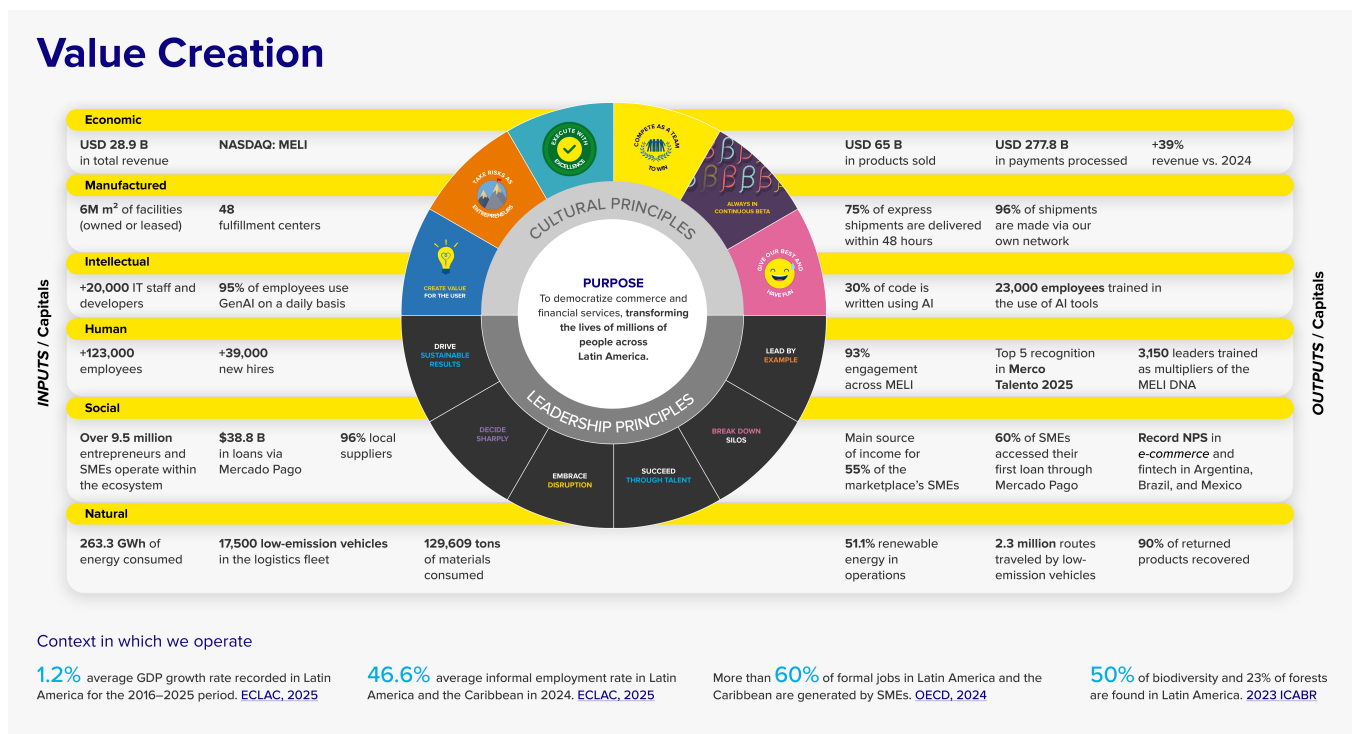 Value Creation
INPUTS / Capitals
Economic
USD 28.9 B
in total revenue
NASDAQ: MELI
USD 65 B
in products sold
USD 277.8 B
in payments processed
+39%
revenue vs. 2024
Manufactured
6M m² of facilities
(owned or leased)
48
fulfillment centers
75% of express
shipments are delivered
within 48 hours
96% of shipments
are made via our
own network
Intellectual
+20,000 IT staff and
developers
95% of employees use
GenAI on a daily basis
30% of code is
written using AI
23,000 employees trained in
the use of AI tools
Human
+123,000
employees
+39,000
new hires
93%
engagement
across MELI
Top 5 recognition
in Merco
Talento 2025
3,150 leaders trained
as multipliers of the
MELI DNA
Social
Over 9.5 million
entrepreneurs and
SMEs operate within
the ecosystem
$38.8 B
in loans via
Mercado Pago
96% local
suppliers
Main source
of income for
55% of the
marketplace's SMEs
60% of SMEs
accessed their
first loan through
Mercado Pago
Record NPS in
e-commerce and
fintech in Argentina,
Brazil, and Mexico
Natural
263.3 GWh of
energy consumed
17,500 low-emission vehicles
in the logistics fleet
129,609 tons
of materials
consumed
51.1% renewable
energy in
operations
2.3 million routes
traveled by low-
emission vehicles
90% of returned
products recovered
OUTPUTS / Capitals
CULTURAL PRINCIPLES
CREATE VALUE
FOR THE USER
TAKE RISKS AS
ENTREPRENEURS
EXECUTE WITH
EXCELLENCE
COMPETE AS A TEAM
TO WIN
ALWAYS IN
CONTINUOUS BETA
GIVE OUR BEST AND
HAVE FUN
PURPOSE
To democratize commerce and
financial services, transforming
the lives of millions of
people across
Latin America.
LEADERSHIP PRINCIPLES
DRIVE
SUSTAINABLE
RESULTS
DECIDE
SHARPLY
EMBRACE
DISRUPTION
SUCCEED
THROUGH TALENT
BREAK DOWN
SILOS
LEAD BY
EXAMPLE
Context in which we operate
1.2% average GDP growth rate recorded in Latin
America for the 2016–2025 period. ECLAC, 2025
46.6% average informal employment rate in Latin
America and the Caribbean in 2024. ECLAC, 2025
More than 60% of formal jobs in Latin America and the
Caribbean are generated by SMEs. OECD, 2024
50% of biodiversity and 23% of forests
are found in Latin America. 2023 ICABR